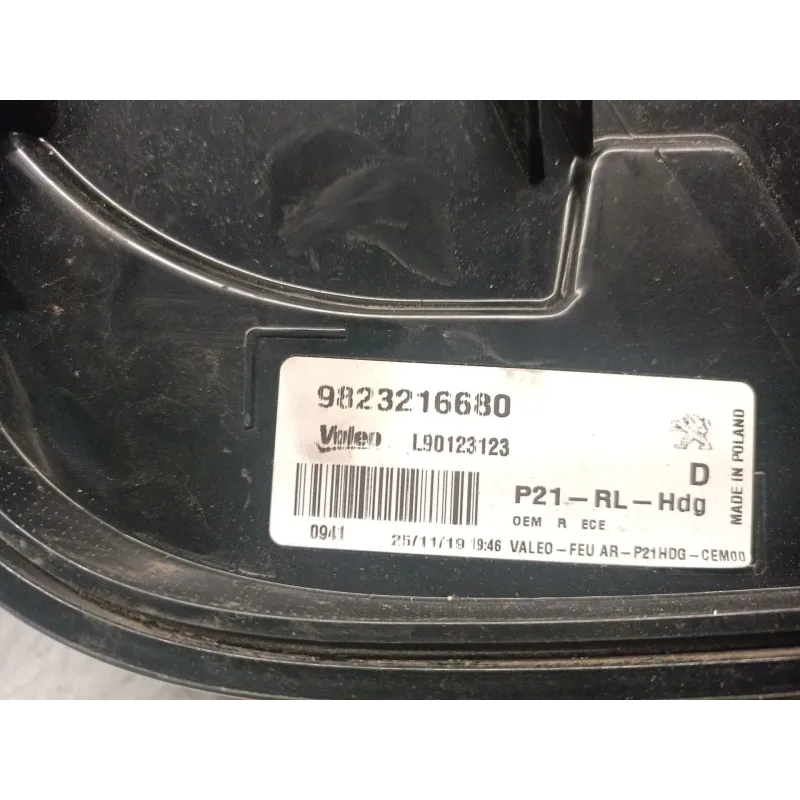 9823216680
Valeo L90123123
D
P21-RL-Hdg
OEM R ECE
0941 25/11/19 19:46 VALEO-FEU AR-P21HDG-CEM00
MADE IN POLAND